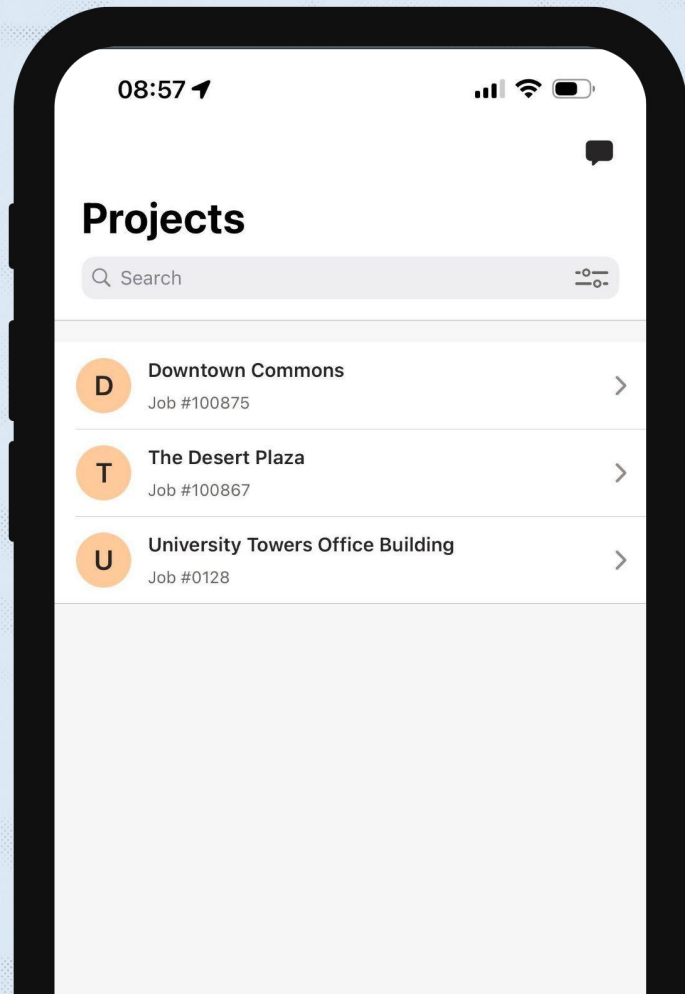 08:57
Projects
Search
D
Downtown Commons
Job #100875
T
The Desert Plaza
Job #100867
U
University Towers Office Building
Job #0128